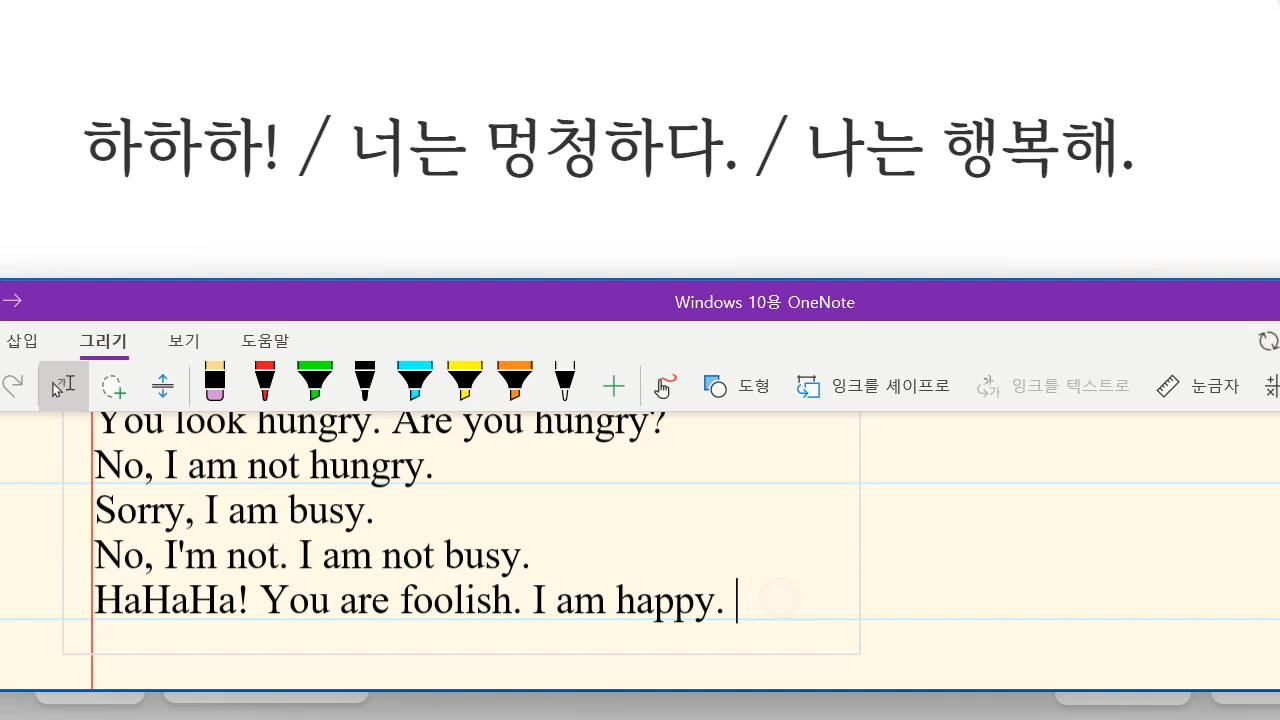 하하하! / 너는 멍청하다. / 나는 행복해.
Windows 10용 OneNote
삽입 그리기 보기 도움말
도형 잉크를 셰이프로 잉크를 텍스트로 눈금자
You look hungry. Are you hungry?
No, I am not hungry.
Sorry, I am busy.
No, I'm not. I am not busy.
HaHaHa! You are foolish. I am happy.